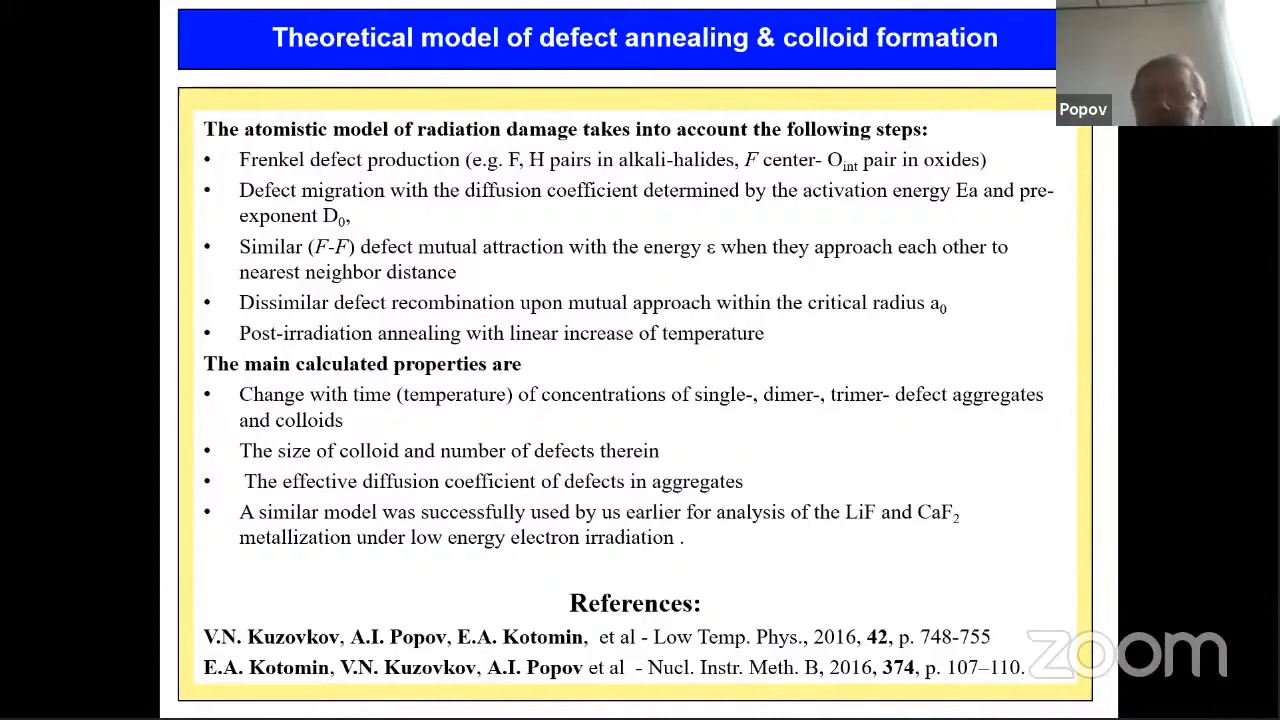 Theoretical model of defect annealing & colloid formation
Popov
The atomistic model of radiation damage takes into account the following steps:
• Frenkel defect production (e.g. F, H pairs in alkali-halides, F center- Oint pair in oxides)
• Defect migration with the diffusion coefficient determined by the activation energy Ea and pre-
exponent D0,
• Similar (F-F) defect mutual attraction with the energy ε when they approach each other to
nearest neighbor distance
• Dissimilar defect recombination upon mutual approach within the critical radius a0
• Post-irradiation annealing with linear increase of temperature
The main calculated properties are
• Change with time (temperature) of concentrations of single-, dimer-, trimer- defect aggregates
and colloids
• The size of colloid and number of defects therein
• The effective diffusion coefficient of defects in aggregates
• A similar model was successfully used by us earlier for analysis of the LiF and CaF2
metallization under low energy electron irradiation .
References:
V.N. Kuzovkov, A.I. Popov, E.A. Kotomin, et al - Low Temp. Phys., 2016, 42, p. 748-755
E.A. Kotomin, V.N. Kuzovkov, A.I. Popov et al - Nucl. Instr. Meth. B, 2016, 374, p. 107–110.
zoom